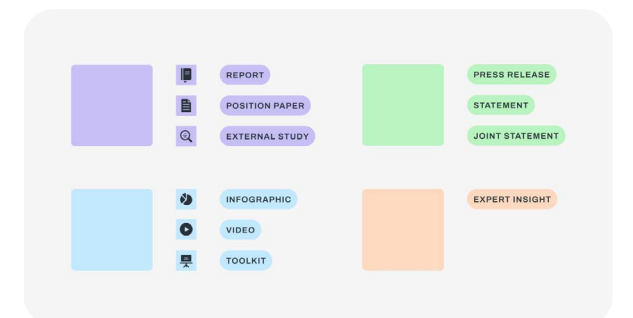 REPORT
POSITION PAPER
EXTERNAL STUDY
PRESS RELEASE
STATEMENT
JOINT STATEMENT
INFOGRAPHIC
VIDEO
TOOLKIT
EXPERT INSIGHT